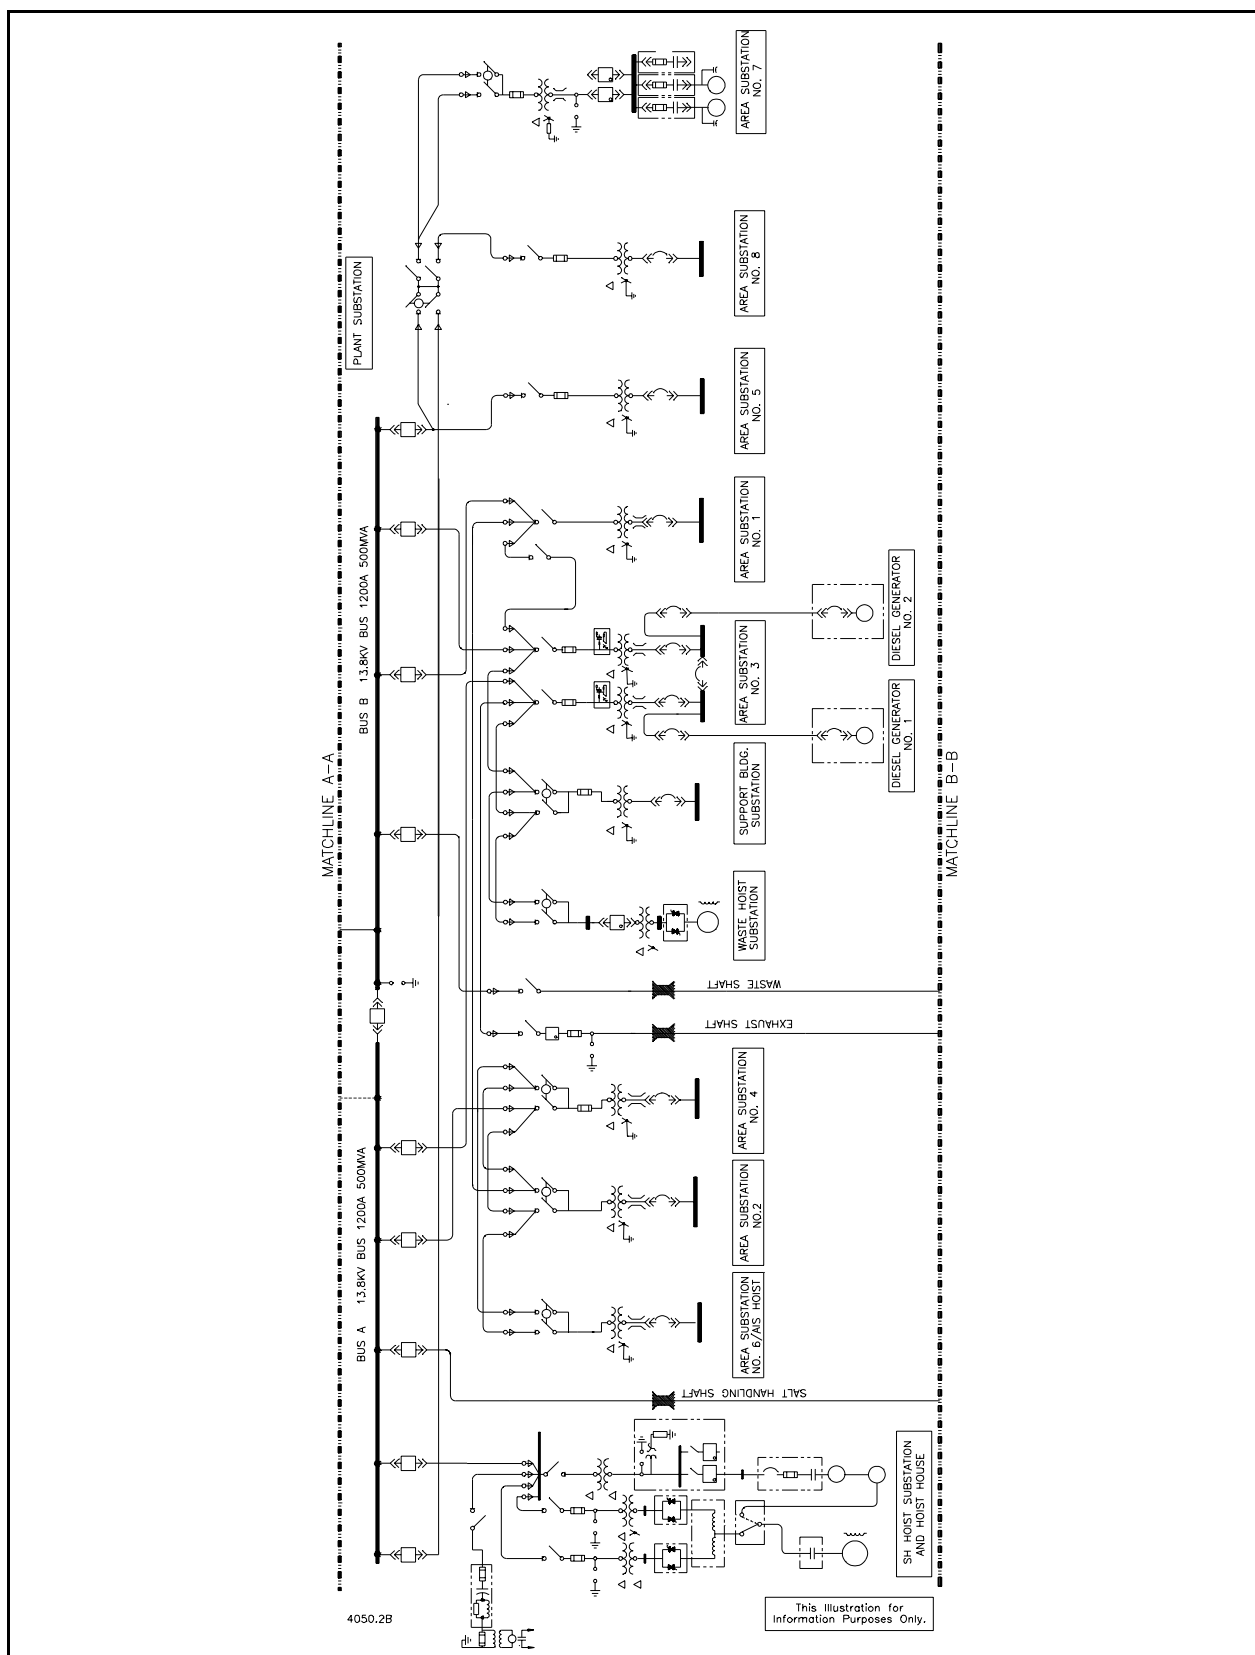 AREA SUBSTATION
NO. 7
AREA SUBSTATION
NO. 8
PLANT SUBSTATION
AREA SUBSTATION
NO. 5
AREA SUBSTATION
NO. 1
BUS B 13.8KV BUS 1200A 500MVA
DIESEL GENERATOR
NO. 2
AREA SUBSTATION
NO. 3
DIESEL GENERATOR
NO. 1
SUPPORT BLDG.
SUBSTATION
MATCHLINE A-A
MATCHLINE B-B
WASTE HOIST
SUBSTATION
WASTE SHAFT
EXHAUST SHAFT
AREA SUBSTATION
NO. 4
BUS A 13.8KV BUS 1200A 500MVA
AREA SUBSTATION
NO.2
AREA SUBSTATION
NO. 6/AIS HOIST
SALT HANDLING SHAFT
SH HOIST SUBSTATION
AND HOIST HOUSE
4050.2B
This Illustration for
Information Purposes Only.